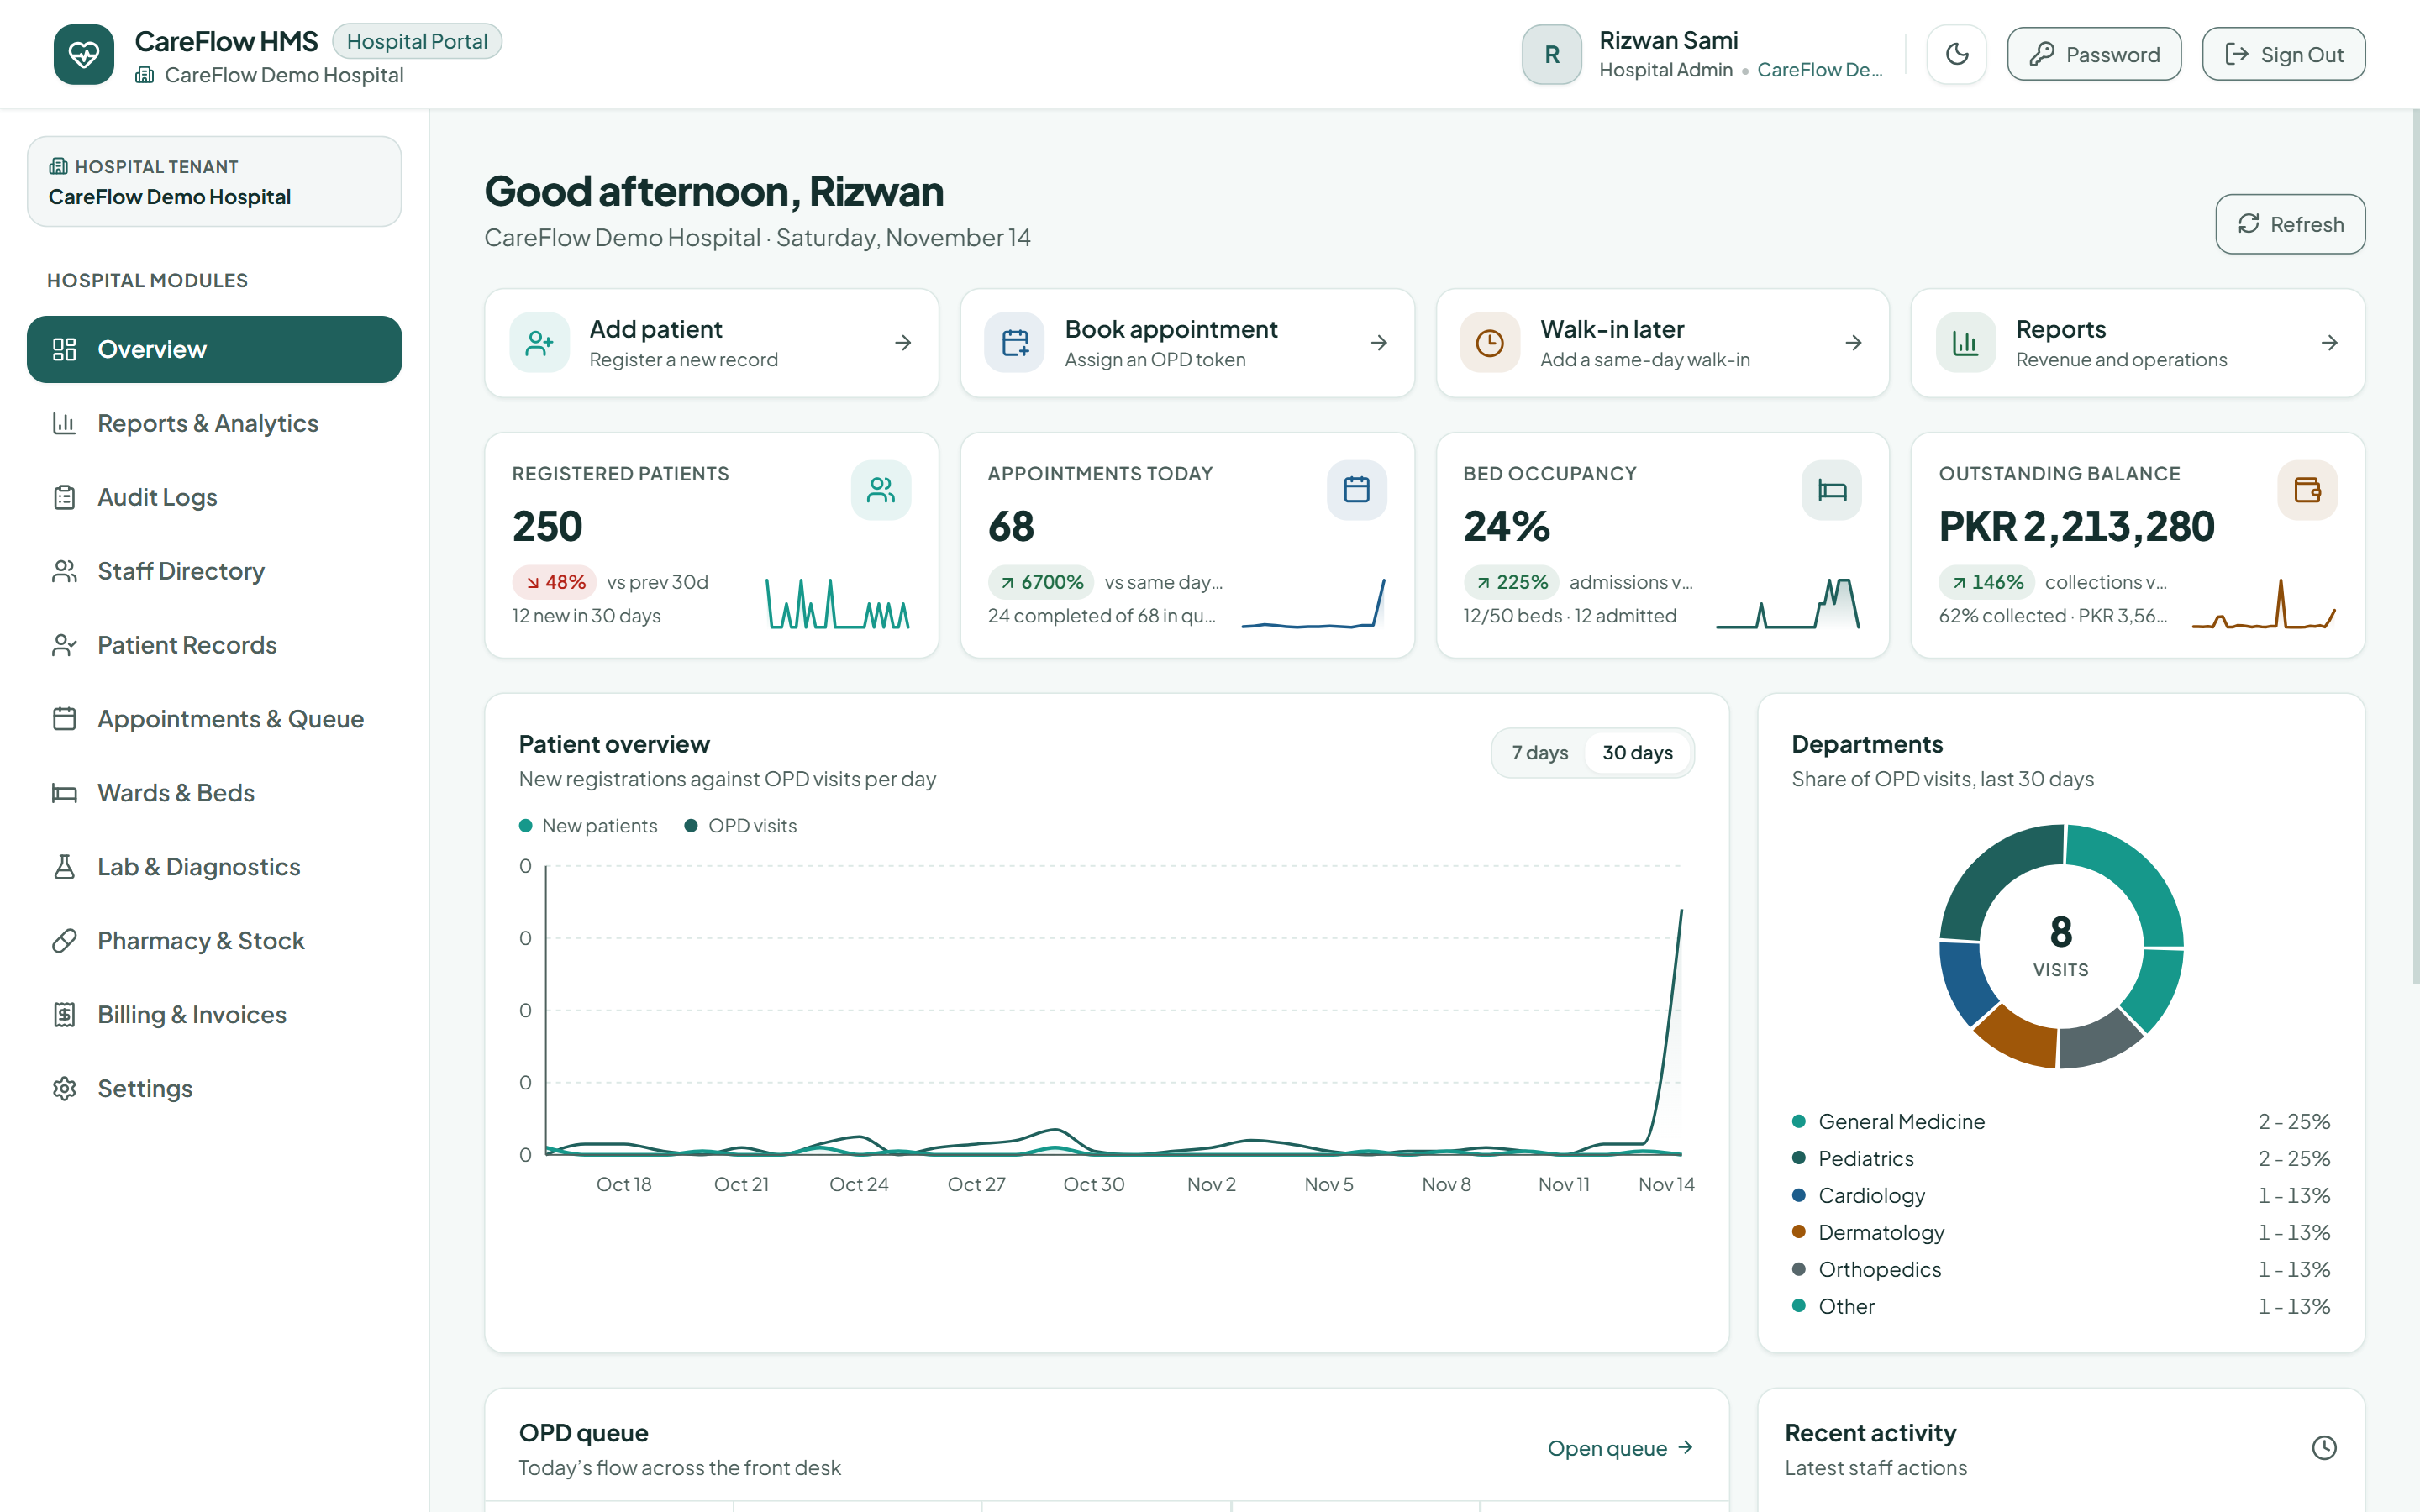 CareFlow HMS
Hospital Portal
CareFlow Demo Hospital
R
Rizwan Sami
Hospital Admin • CareFlow De...
Password
Sign Out
HOSPITAL TENANT
CareFlow Demo Hospital
HOSPITAL MODULES
Overview
Reports & Analytics
Audit Logs
Staff Directory
Patient Records
Appointments & Queue
Wards & Beds
Lab & Diagnostics
Pharmacy & Stock
Billing & Invoices
Settings
Good afternoon, Rizwan
CareFlow Demo Hospital · Saturday, November 14
Refresh
Add patient
Register a new record
Book appointment
Assign an OPD token
Walk-in later
Add a same-day walk-in
Reports
Revenue and operations
REGISTERED PATIENTS
250
48% vs prev 30d
12 new in 30 days
APPOINTMENTS TODAY
68
6700% vs same day...
24 completed of 68 in qu...
BED OCCUPANCY
24%
225% admissions v...
12/50 beds · 12 admitted
OUTSTANDING BALANCE
PKR 2,213,280
146% collections v...
62% collected · PKR 3,56...
Patient overview
New registrations against OPD visits per day
7 days
30 days
New patients
OPD visits
0
0
0
0
0
Oct 18 Oct 21 Oct 24 Oct 27 Oct 30 Nov 2 Nov 5 Nov 8 Nov 11 Nov 14
Departments
Share of OPD visits, last 30 days
8
VISITS
General Medicine 2 - 25%
Pediatrics 2 - 25%
Cardiology 1 - 13%
Dermatology 1 - 13%
Orthopedics 1 - 13%
Other 1 - 13%
OPD queue
Today's flow across the front desk
Open queue
Recent activity
Latest staff actions